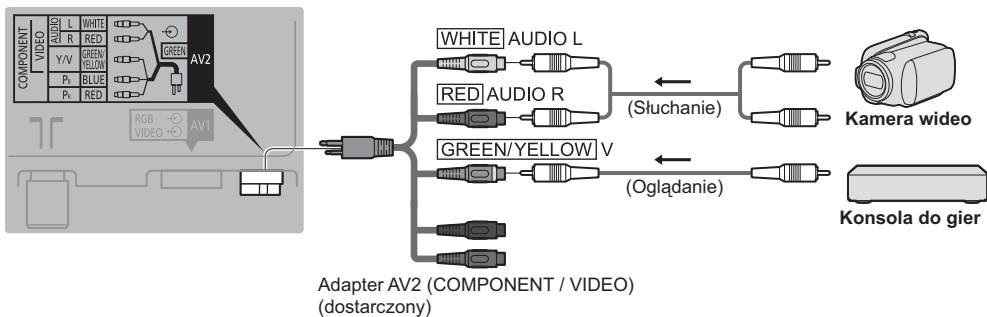 COMPONENT
VIDEO
AUDIO
L WHITE
R RED
Y/V GREEN/YELLOW
PB BLUE
PR RED
GREEN
AV2
RGB
VIDEO
AV1
WHITE AUDIO L
RED AUDIO R
GREEN/YELLOW V
(Słuchanie)
(Oglądanie)
Kamera wideo
Konsola do gier
Adapter AV2 (COMPONENT / VIDEO)
(dostarczony)